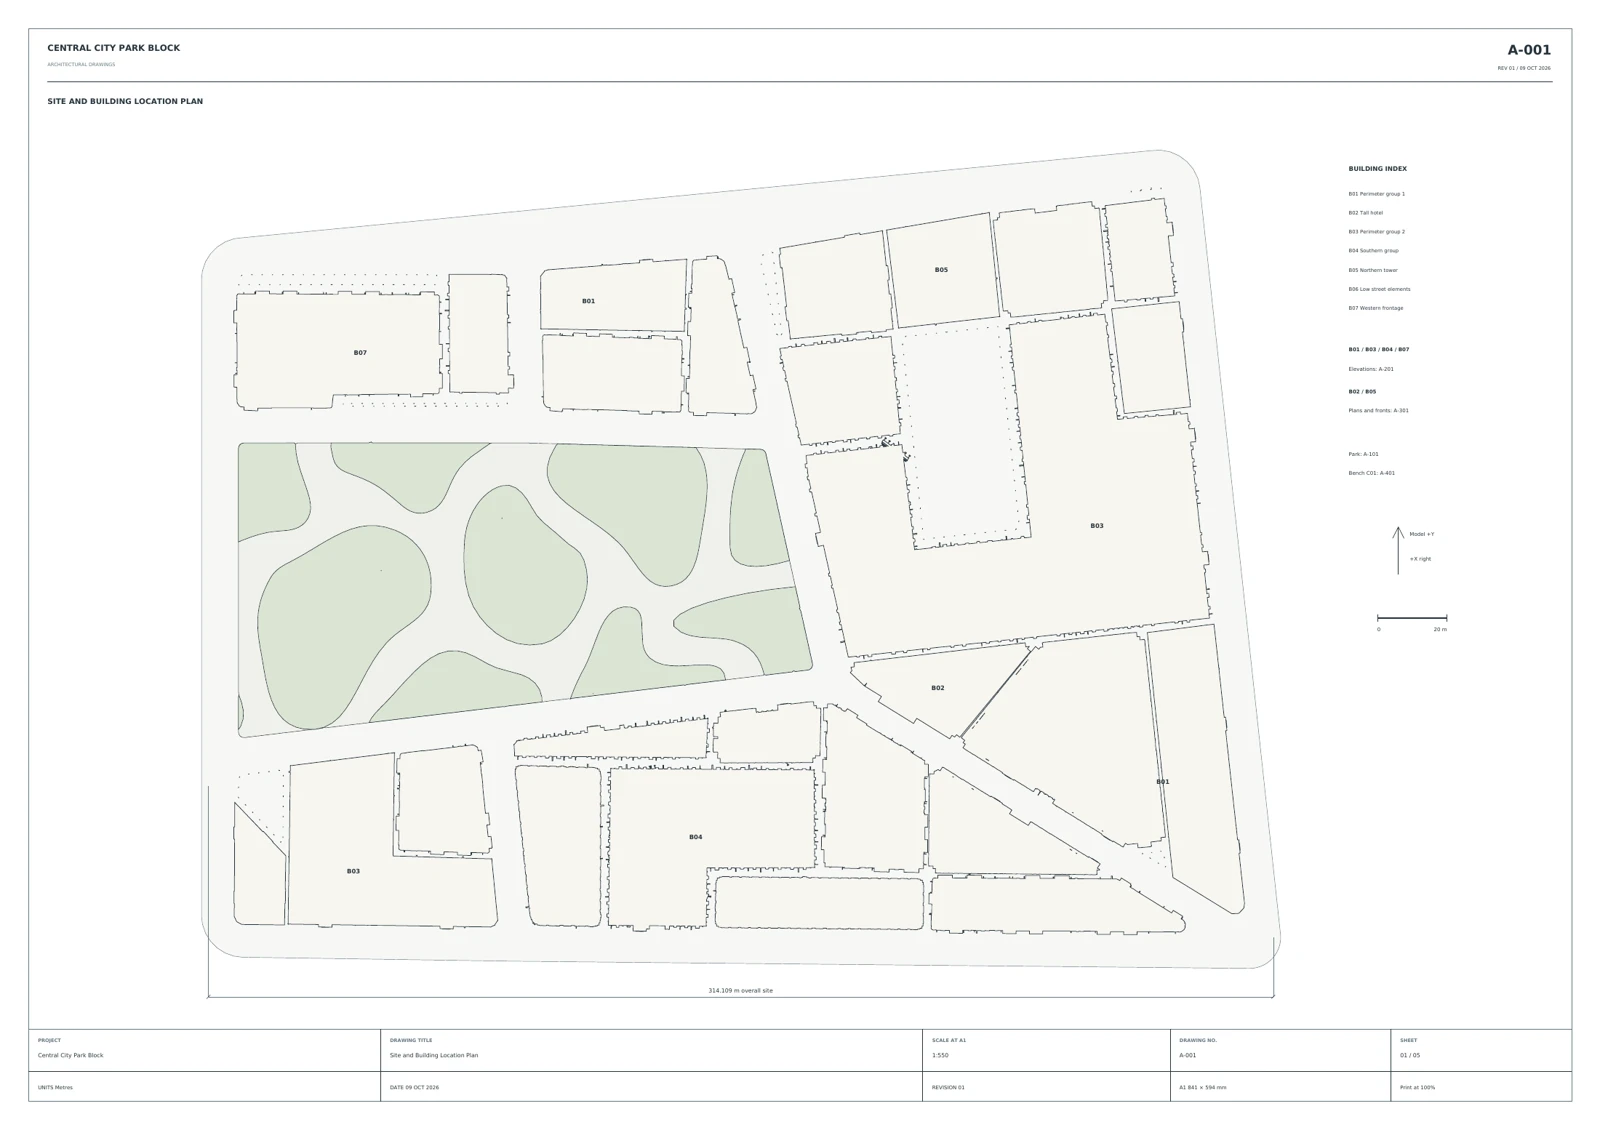 CENTRAL CITY PARK BLOCK
ARCHITECTURAL DRAWINGS
A-001
REV 01 / 09 OCT 2026
SITE AND BUILDING LOCATION PLAN
BUILDING INDEX
B01 Perimeter group 1
B02 Tall hotel
B03 Perimeter group 2
B04 Southern group
B05 Northern tower
B06 Low street elements
B07 Western frontage
B01 / B03 / B04 / B07
Elevations: A-201
B02 / B05
Plans and fronts: A-301
Park: A-101
Bench C01: A-401
Model +Y
+X right
0 20 m
B05
B01
B07
B03
B02
B01
B04
B03
314.109 m overall site
PROJECT
Central City Park Block
DRAWING TITLE
Site and Building Location Plan
SCALE AT A1
1:550
DRAWING NO.
A-001
SHEET
01 / 05
UNITS Metres
DATE 09 OCT 2026
REVISION 01
A1 841 × 594 mm
Print at 100%